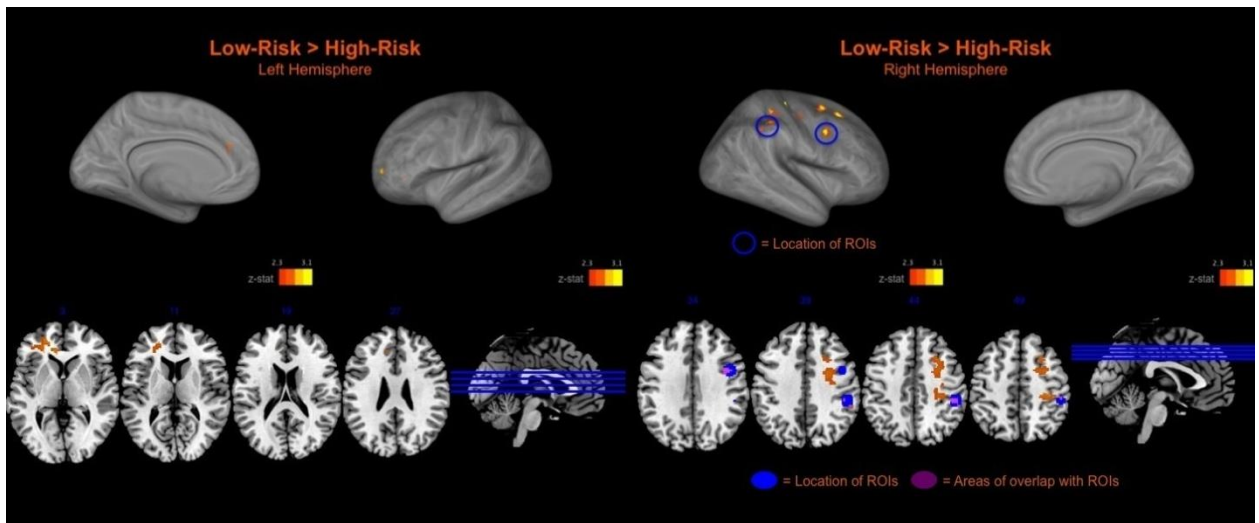 Low-Risk > High-Risk
Left Hemisphere
Low-Risk > High-Risk
Right Hemisphere
= Location of ROIs
2.3 3.1
z-stat
2.3 3.1
z-stat
2.3 3.1
z-stat
2.3 3.1
z-stat
11
27
= Location of ROIs
= Areas of overlap with ROIs